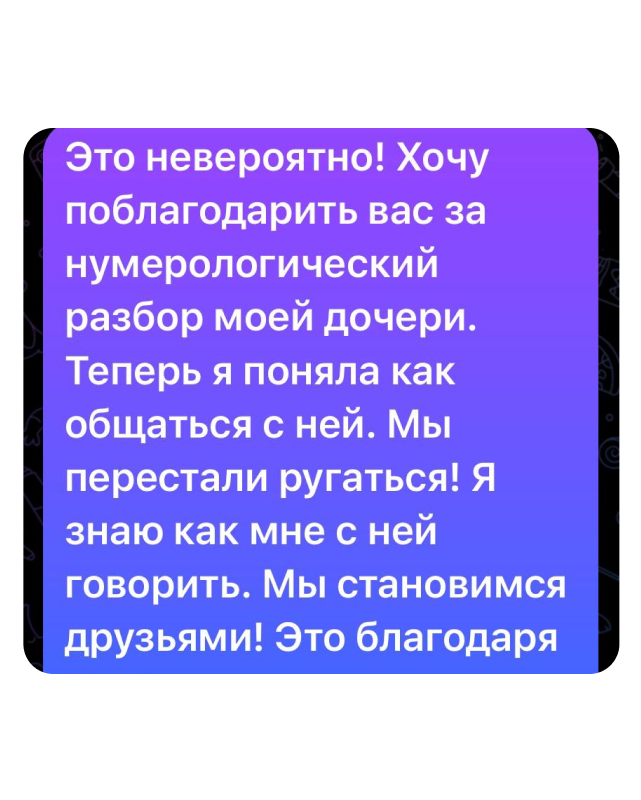 Это невероятно! Хочу
поблагодарить вас за
нумерологический
разбор моей дочери.
Теперь я поняла как
общаться с ней. Мы
перестали ругаться! Я
знаю как мне с ней
говорить. Мы становимся
друзьями! Это благодаря